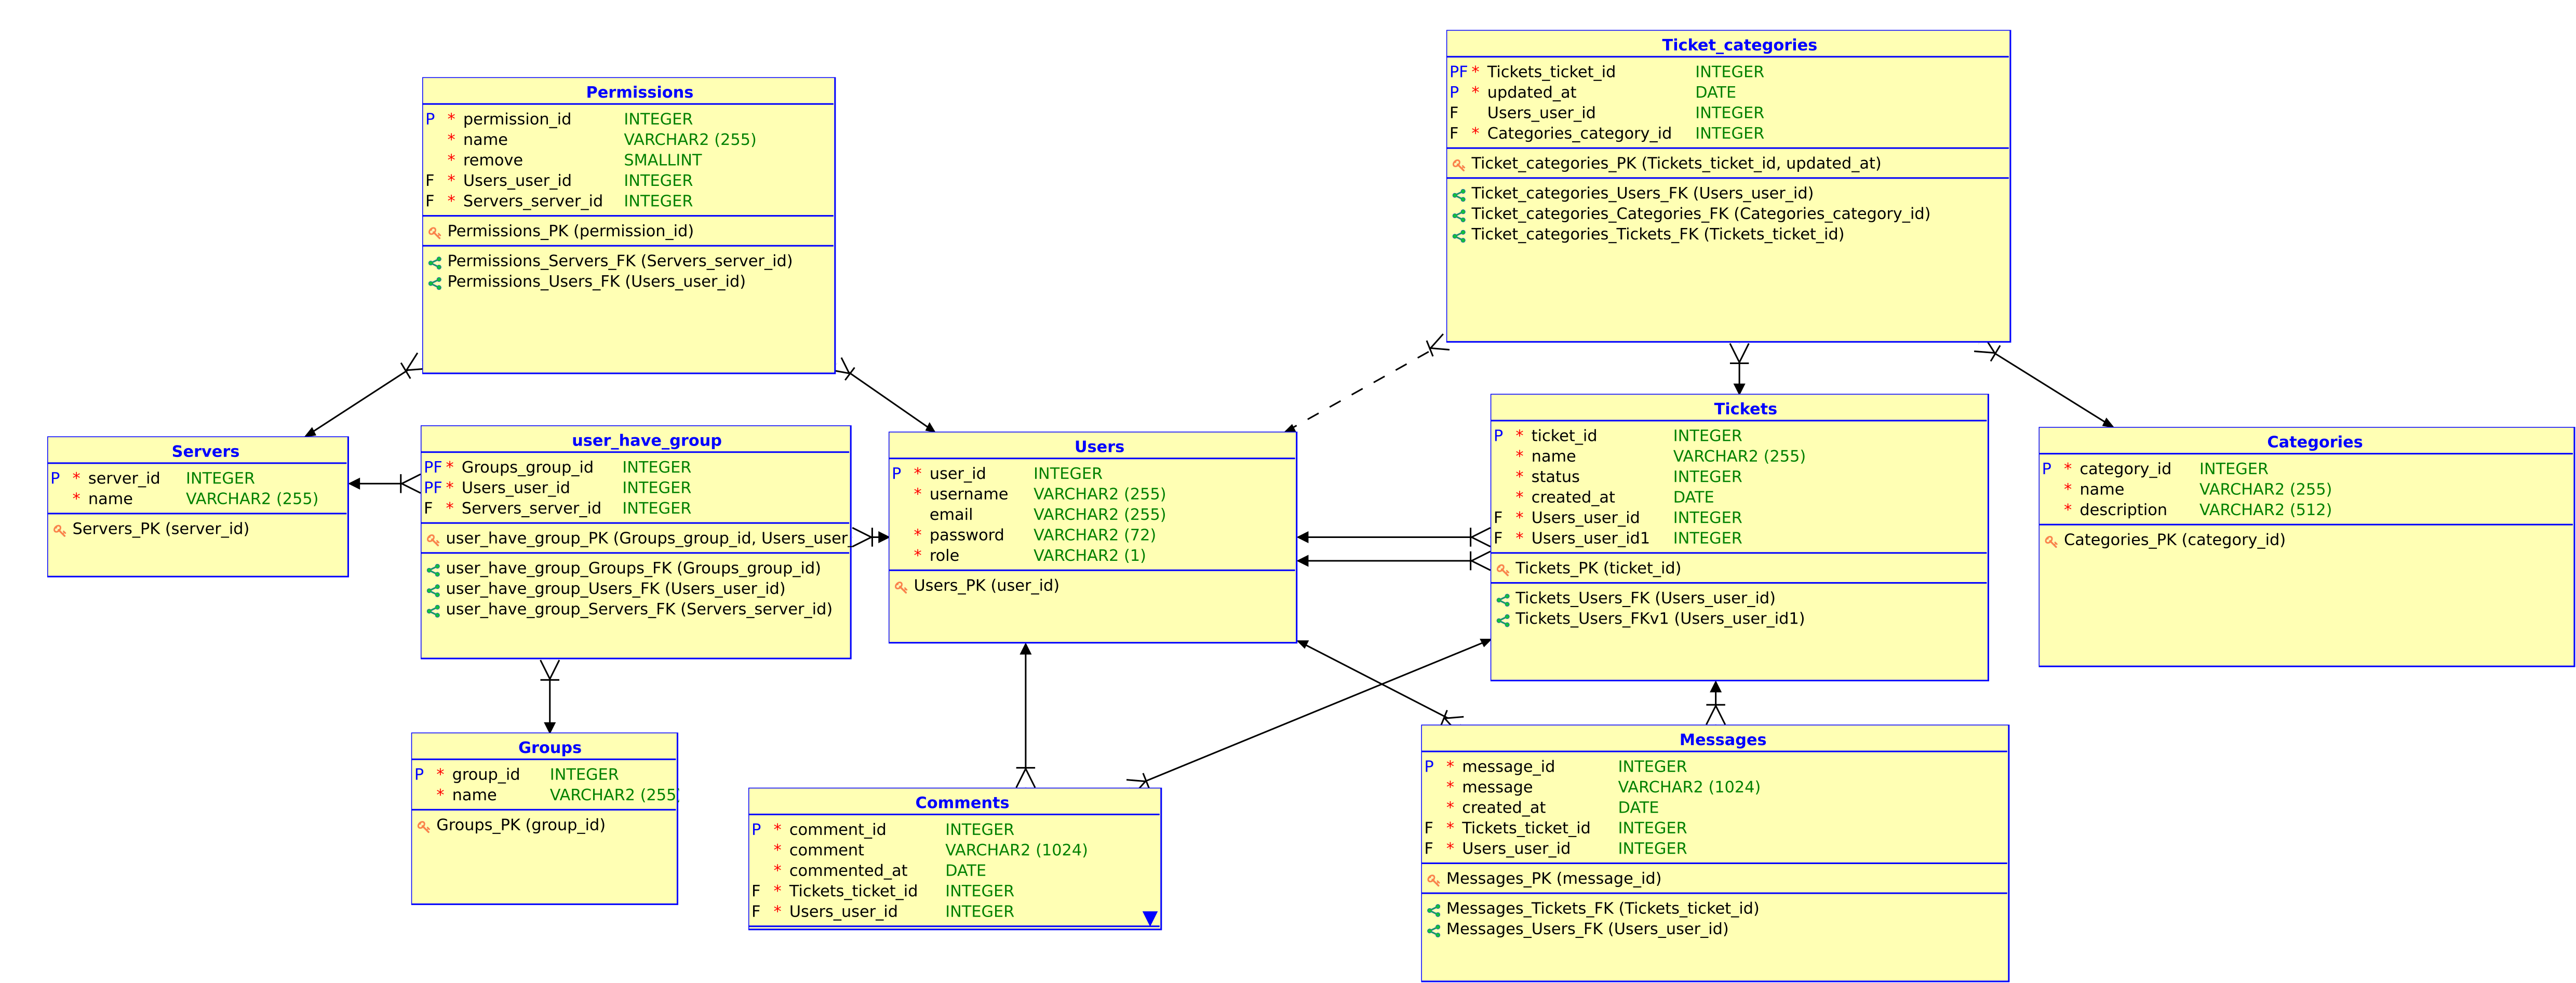 Ticket_categories
PF * Tickets_ticket_id INTEGER
P * updated_at DATE
F Users_user_id INTEGER
F * Categories_category_id INTEGER
Ticket_categories_PK (Tickets_ticket_id, updated_at)
Ticket_categories_Users_FK (Users_user_id)
Ticket_categories_Categories_FK (Categories_category_id)
Ticket_categories_Tickets_FK (Tickets_ticket_id)
Permissions
P * permission_id INTEGER
* name VARCHAR2 (255)
* remove SMALLINT
F * Users_user_id INTEGER
F * Servers_server_id INTEGER
Permissions_PK (permission_id)
Permissions_Servers_FK (Servers_server_id)
Permissions_Users_FK (Users_user_id)
Servers
P * server_id INTEGER
* name VARCHAR2 (255)
Servers_PK (server_id)
user_have_group
PF * Groups_group_id INTEGER
PF * Users_user_id INTEGER
F * Servers_server_id INTEGER
user_have_group_PK (Groups_group_id, Users_user_
user_have_group_Groups_FK (Groups_group_id)
user_have_group_Users_FK (Users_user_id)
user_have_group_Servers_FK (Servers_server_id)
Users
P * user_id INTEGER
* username VARCHAR2 (255)
email VARCHAR2 (255)
* password VARCHAR2 (72)
* role VARCHAR2 (1)
Users_PK (user_id)
Tickets
P * ticket_id INTEGER
* name VARCHAR2 (255)
* status INTEGER
* created_at DATE
F * Users_user_id INTEGER
F * Users_user_id1 INTEGER
Tickets_PK (ticket_id)
Tickets_Users_FK (Users_user_id)
Tickets_Users_FKv1 (Users_user_id1)
Categories
P * category_id INTEGER
* name VARCHAR2 (255)
* description VARCHAR2 (512)
Categories_PK (category_id)
Groups
P * group_id INTEGER
* name VARCHAR2 (255
Groups_PK (group_id)
Comments
P * comment_id INTEGER
* comment VARCHAR2 (1024)
* commented_at DATE
F * Tickets_ticket_id INTEGER
F * Users_user_id INTEGER
Messages
P * message_id INTEGER
* message VARCHAR2 (1024)
* created_at DATE
F * Tickets_ticket_id INTEGER
F * Users_user_id INTEGER
Messages_PK (message_id)
Messages_Tickets_FK (Tickets_ticket_id)
Messages_Users_FK (Users_user_id)